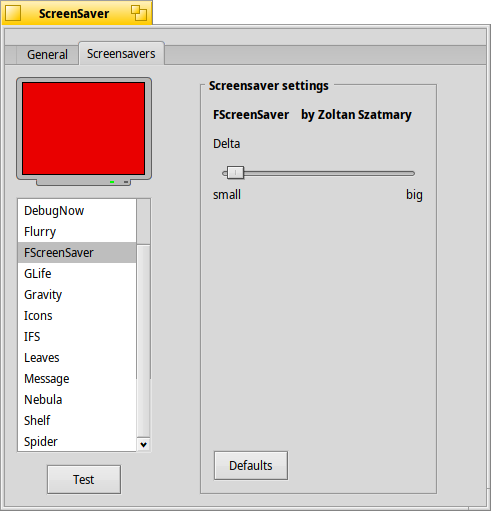 ScreenSaver
General
Screensavers
Screensaver settings
FScreenSaver by Zoltan Szatmary
Delta
small big
DebugNow
Flurry
FScreenSaver
GLife
Gravity
Icons
IFS
Leaves
Message
Nebula
Shelf
Spider
Test
Defaults